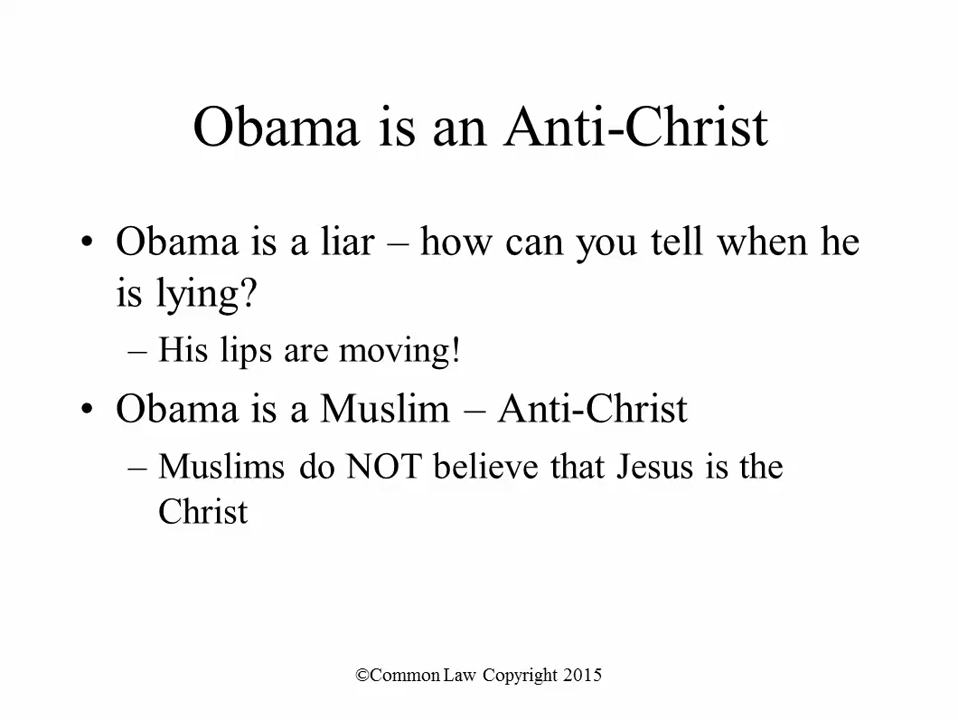 Obama is an Anti-Christ
• Obama is a liar – how can you tell when he
is lying?
– His lips are moving!
• Obama is a Muslim – Anti-Christ
– Muslims do NOT believe that Jesus is the
Christ
©Common Law Copyright 2015